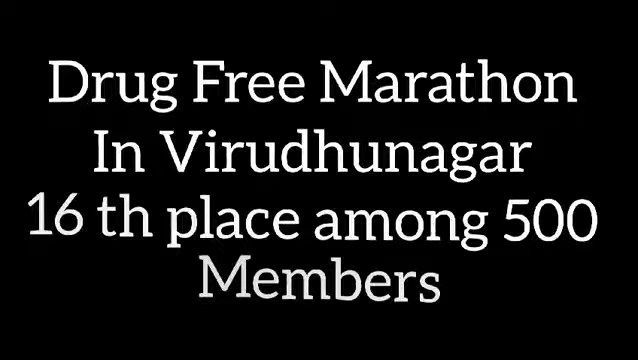 Drug Free Marathon
In Virudhunagar
16 th place among 500
Members